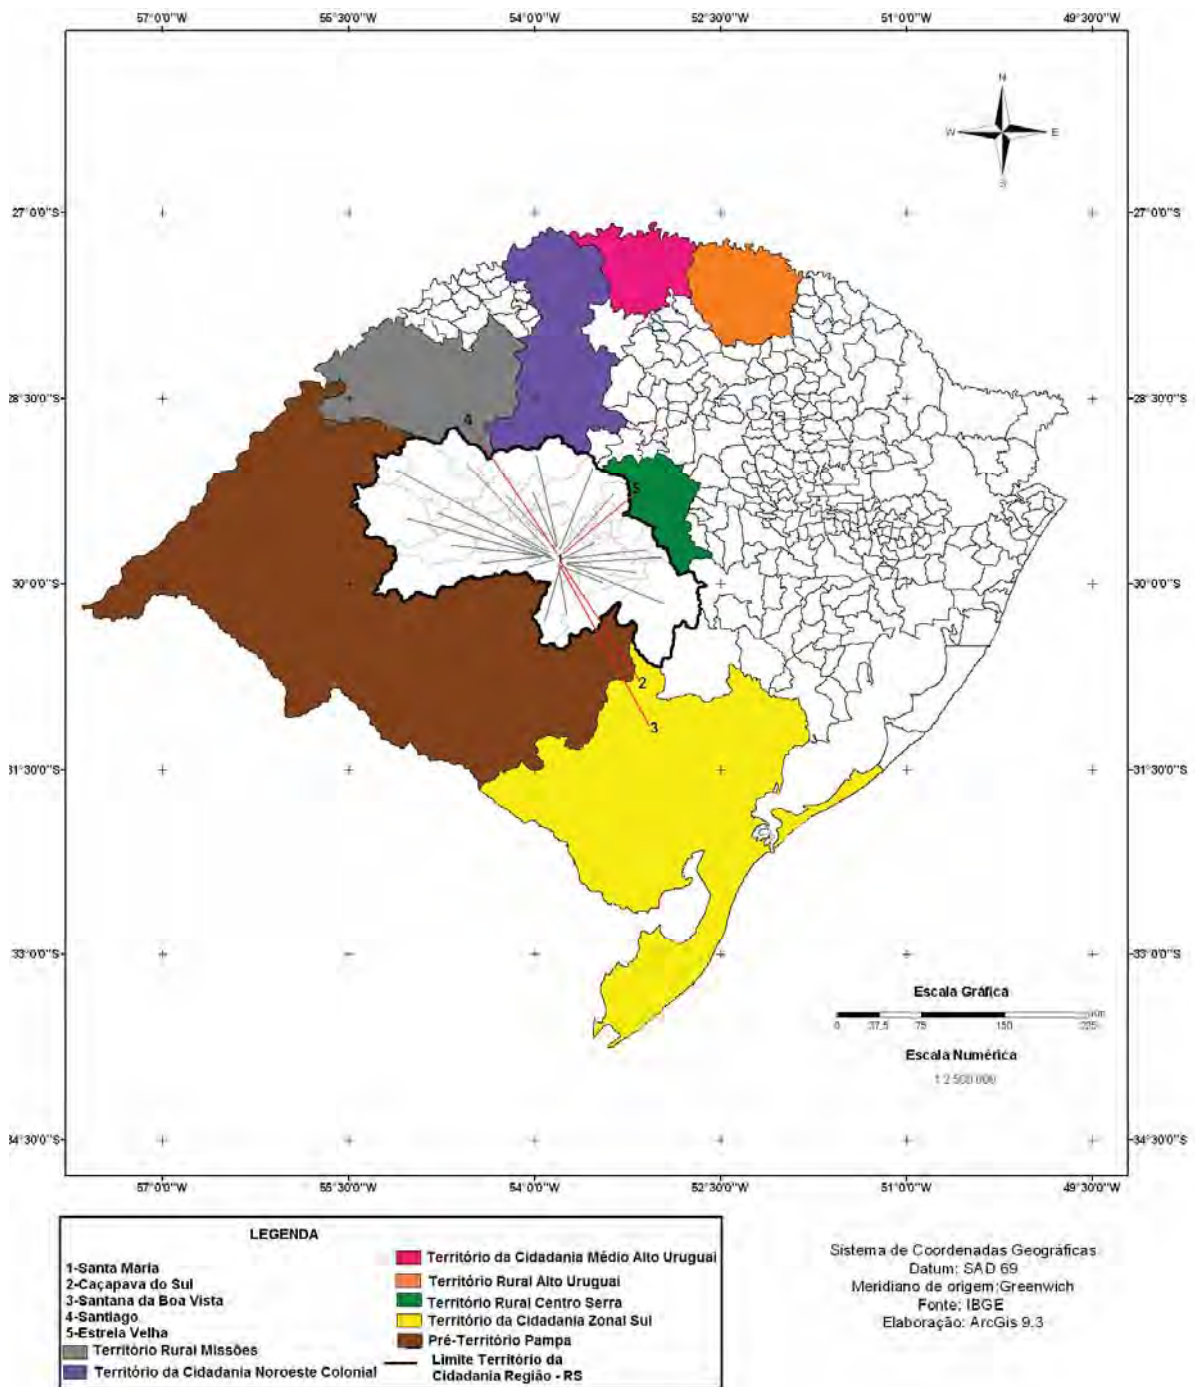 57°0'0"W 55°30'0"W 54°0'0"W 52°30'0"W 51°0'0"W 49°30'0"W
N
W E
S
27°0'0"S 27°0'0"S
28°30'0"S 28°30'0"S
4
5
1
30°0'0"S 30°0'0"S
2
3
31°30'0"S 31°30'0"S
33°0'0"S 33°0'0"S
Escala Gráfica
0 37,5 75 150 225 Km
Escala Numérica
1:2.500.000
34°30'0"S 34°30'0"S
57°0'0"W 55°30'0"W 54°0'0"W 52°30'0"W 51°0'0"W 49°30'0"W
LEGENDA
1-Santa Maria
2-Caçapava do Sul
3-Santana da Boa Vista
4-Santiago
5-Estrela Velha
Território Rural Missões
Território da Cidadania Noroeste Colonial
Território da Cidadania Médio Alto Uruguai
Território Rural Alto Uruguai
Território Rural Centro Serra
Território da Cidadania Zonal Sul
Pré-Território Pampa
Limite Território da
Cidadania Região - RS
Sistema de Coordenadas Geográficas
Datum: SAD 69
Meridiano de origem:Greenwich
Fonte: IBGE
Elaboração: ArcGis 9.3